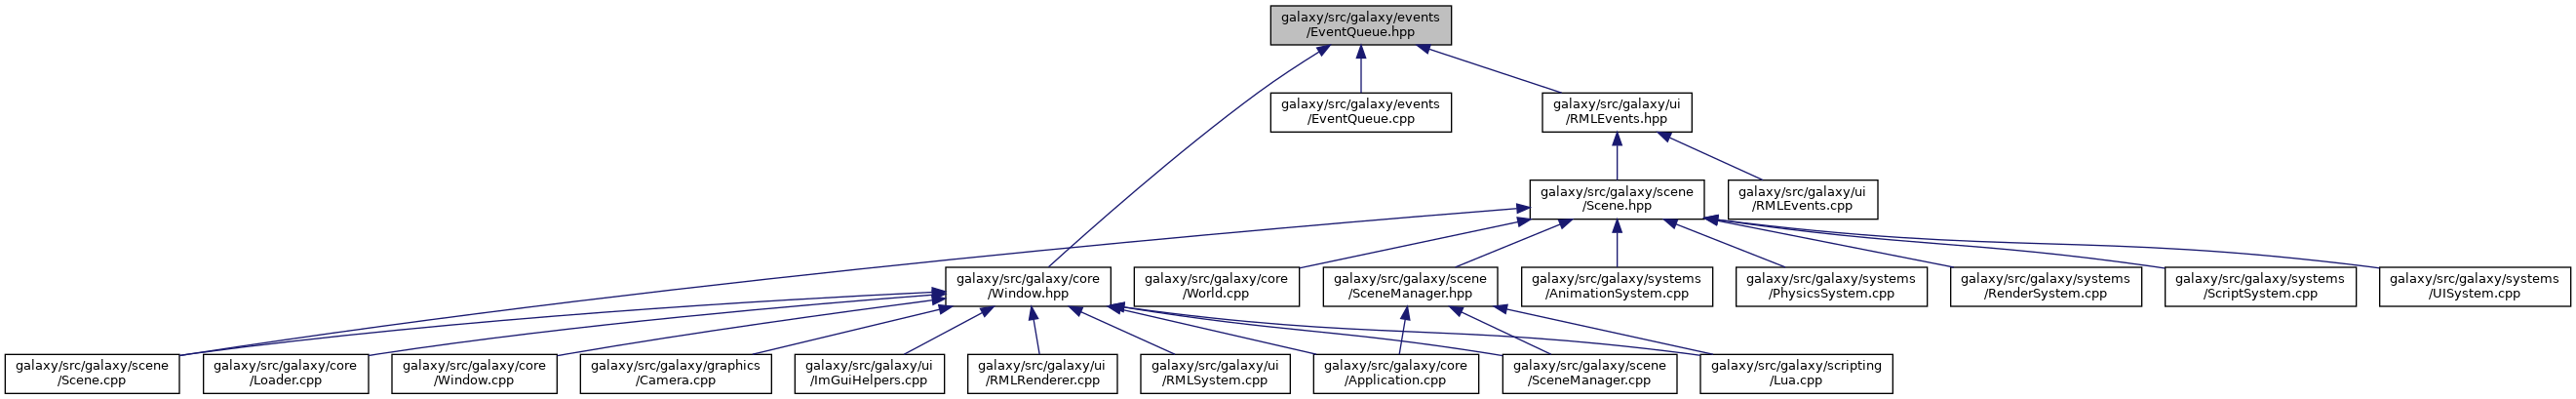 galaxy/src/galaxy/events
/EventQueue.hpp
galaxy/src/galaxy/events
/EventQueue.cpp
galaxy/src/galaxy/ui
/RMLEvents.hpp
galaxy/src/galaxy/scene
/Scene.hpp
galaxy/src/galaxy/ui
/RMLEvents.cpp
galaxy/src/galaxy/core
/Window.hpp
galaxy/src/galaxy/core
/World.cpp
galaxy/src/galaxy/scene
/SceneManager.hpp
galaxy/src/galaxy/systems
/AnimationSystem.cpp
galaxy/src/galaxy/systems
/PhysicsSystem.cpp
galaxy/src/galaxy/systems
/RenderSystem.cpp
galaxy/src/galaxy/systems
/ScriptSystem.cpp
galaxy/src/galaxy/systems
/UISystem.cpp
galaxy/src/galaxy/scene
/Scene.cpp
galaxy/src/galaxy/core
/Loader.cpp
galaxy/src/galaxy/core
/Window.cpp
galaxy/src/galaxy/graphics
/Camera.cpp
galaxy/src/galaxy/ui
/ImGuiHelpers.cpp
galaxy/src/galaxy/ui
/RMLRenderer.cpp
galaxy/src/galaxy/ui
/RMLSystem.cpp
galaxy/src/galaxy/core
/Application.cpp
galaxy/src/galaxy/scene
/SceneManager.cpp
galaxy/src/galaxy/scripting
/Lua.cpp